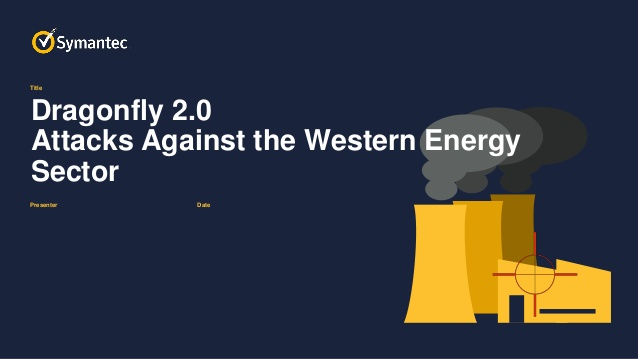 Symantec
Title
Dragonfly 2.0
Attacks Against the Western Energy
Sector
Presenter Date